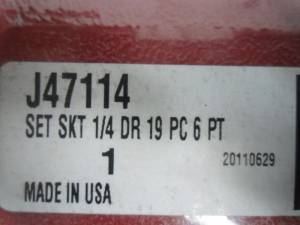 J47114
SET SKT 1/4 DR 19 PC 6 PT
1
20110629
MADE IN USA